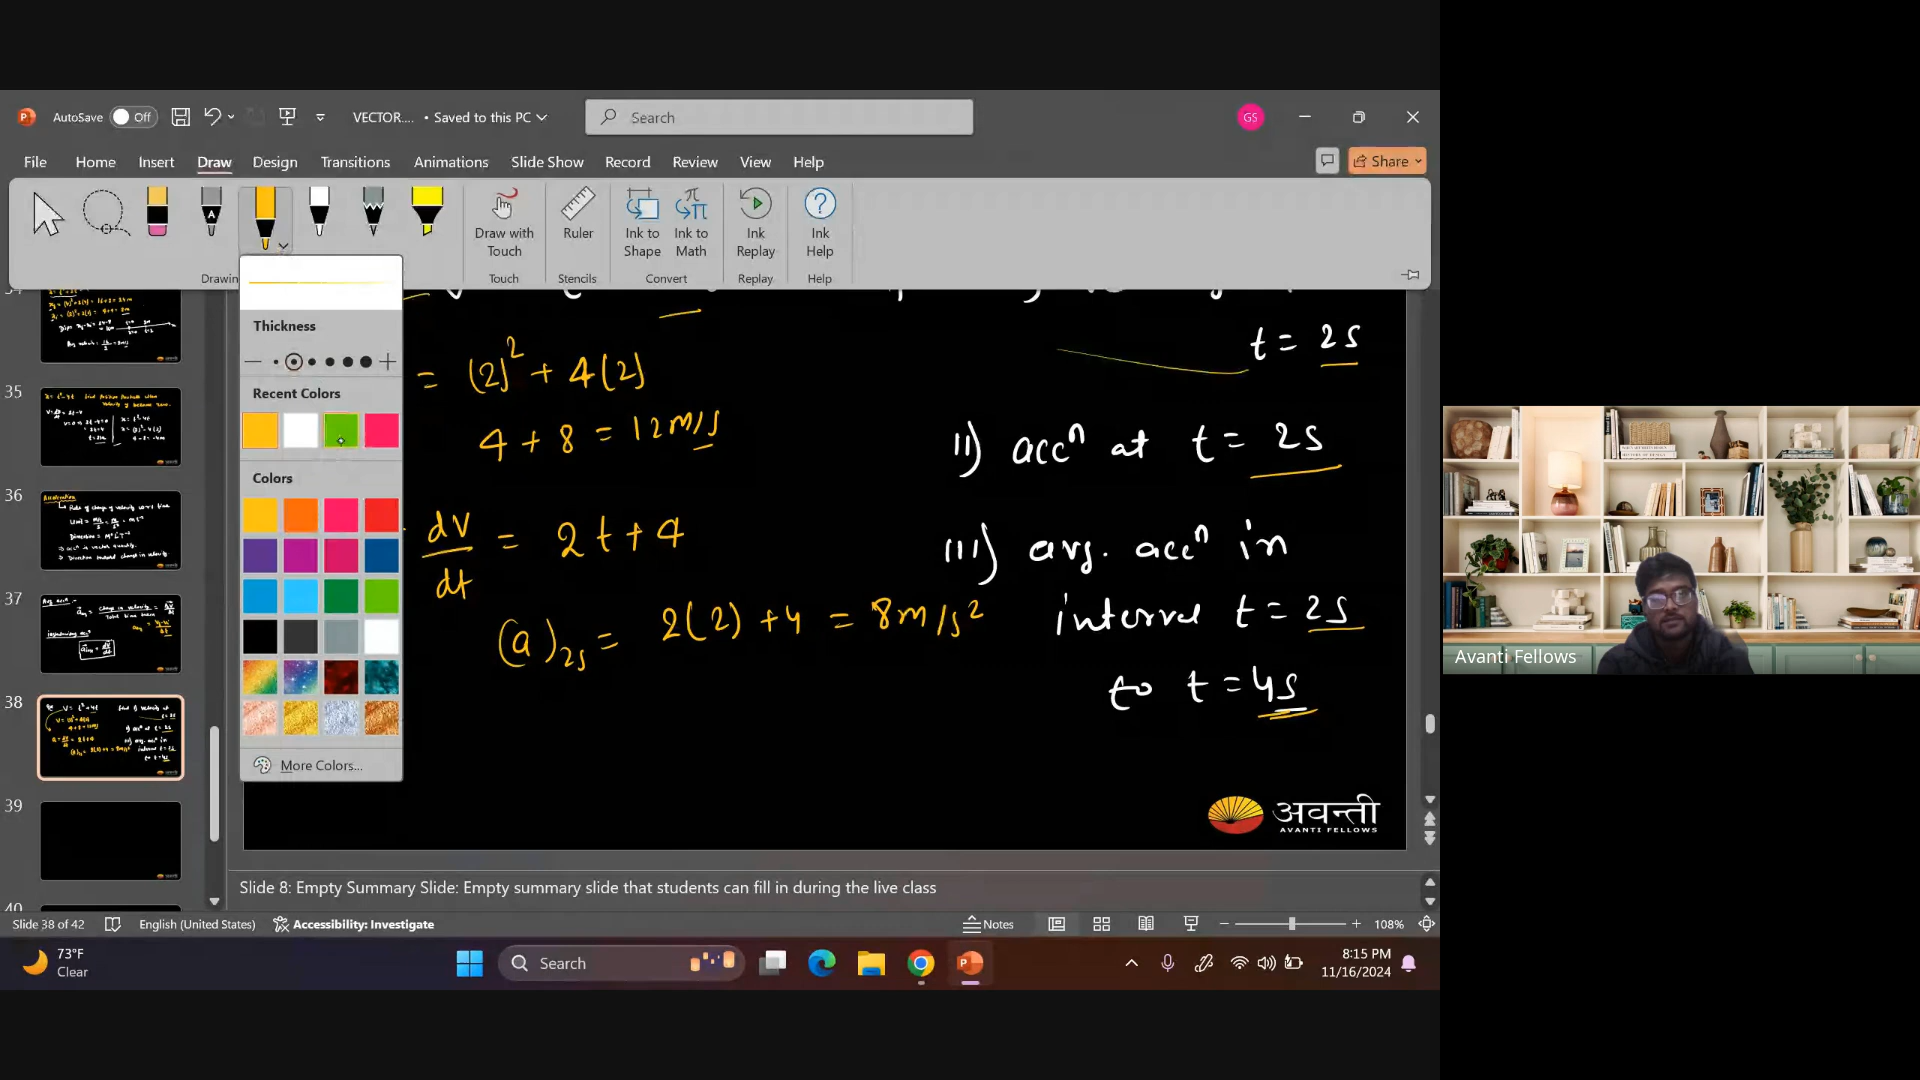 AutoSave Off VECTOR.... • Saved to this PC Search GS
File Home Insert Draw Design Transitions Animations Slide Show Record Review View Help Share
Draw with Touch Ruler Ink to Shape Ink to Math Ink Replay Ink Help
Touch Stencils Convert Replay Help
Thickness
Recent Colors
Colors
More Colors...
35
36
37
38
39
t = 2s
= (2)² + 4(2)
4 + 8 = 12 m/s
II) accⁿ at t = 2s
dv/dt = 2t + 4
III) avg. accⁿ in
(a)₂ₛ = 2(2) + 4 = 8 m/s²
interval t = 2s
to t = 4s
अवन्ती
AVANTI FELLOWS
Slide 8: Empty Summary Slide: Empty summary slide that students can fill in during the live class
Slide 38 of 42 English (United States) Accessibility: Investigate Notes 108%
73°F
Clear
Search
8:15 PM
11/16/2024
Avanti Fellows